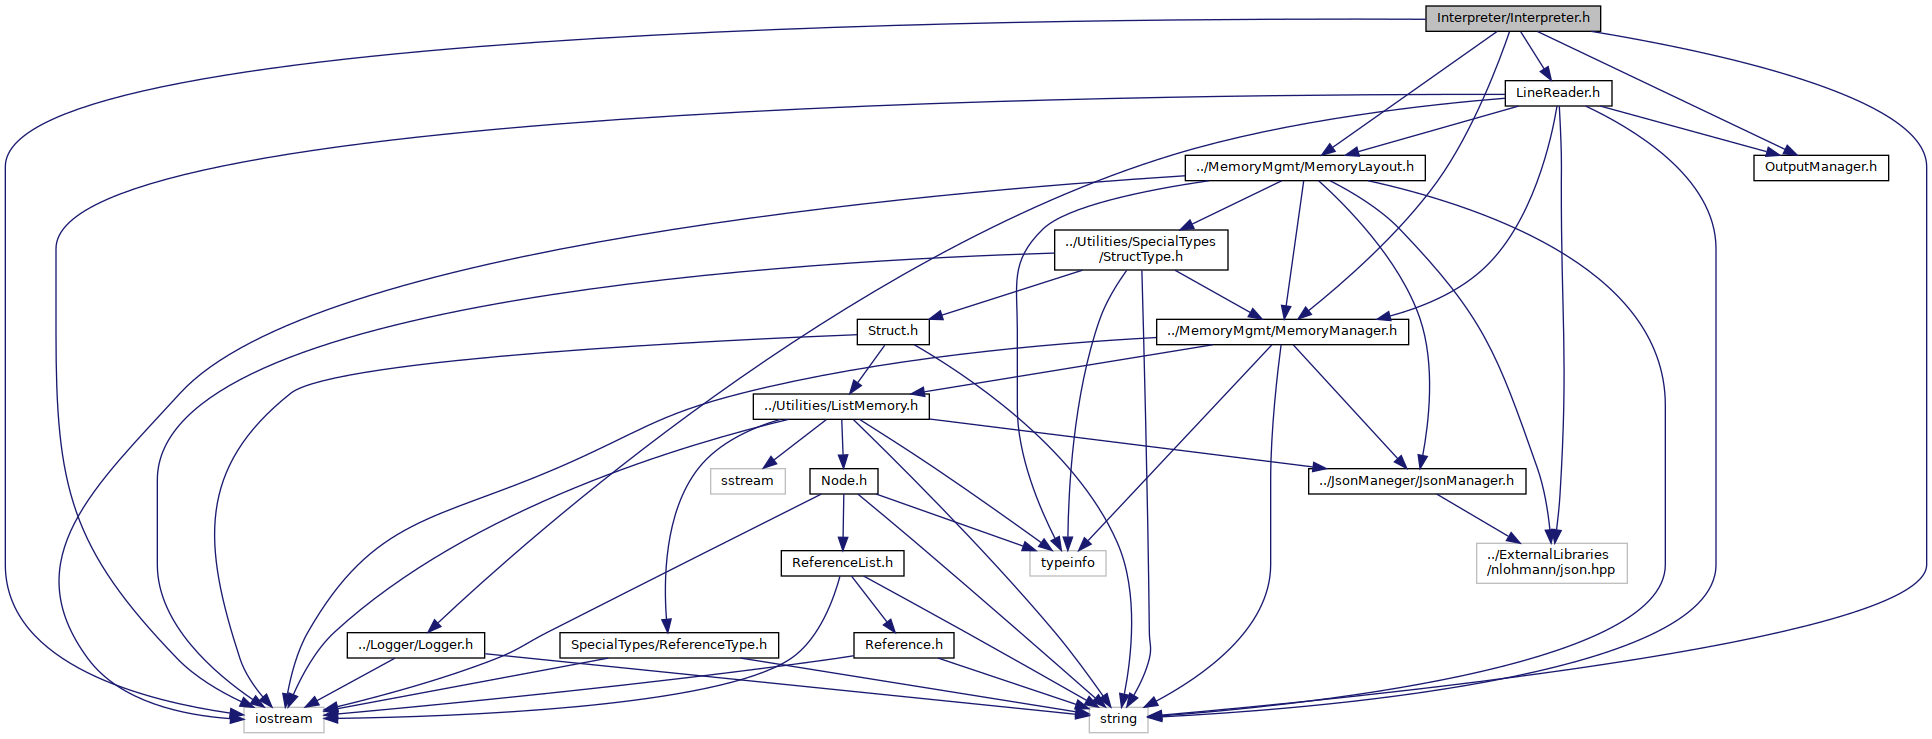 Interpreter/Interpreter.h
LineReader.h
../MemoryMgmt/MemoryLayout.h
OutputManager.h
../Utilities/SpecialTypes
/StructType.h
Struct.h
../MemoryMgmt/MemoryManager.h
../Utilities/ListMemory.h
sstream
Node.h
../JsonManeger/JsonManager.h
ReferenceList.h
typeinfo
../ExternalLibraries
/nlohmann/json.hpp
../Logger/Logger.h
SpecialTypes/ReferenceType.h
Reference.h
iostream
string